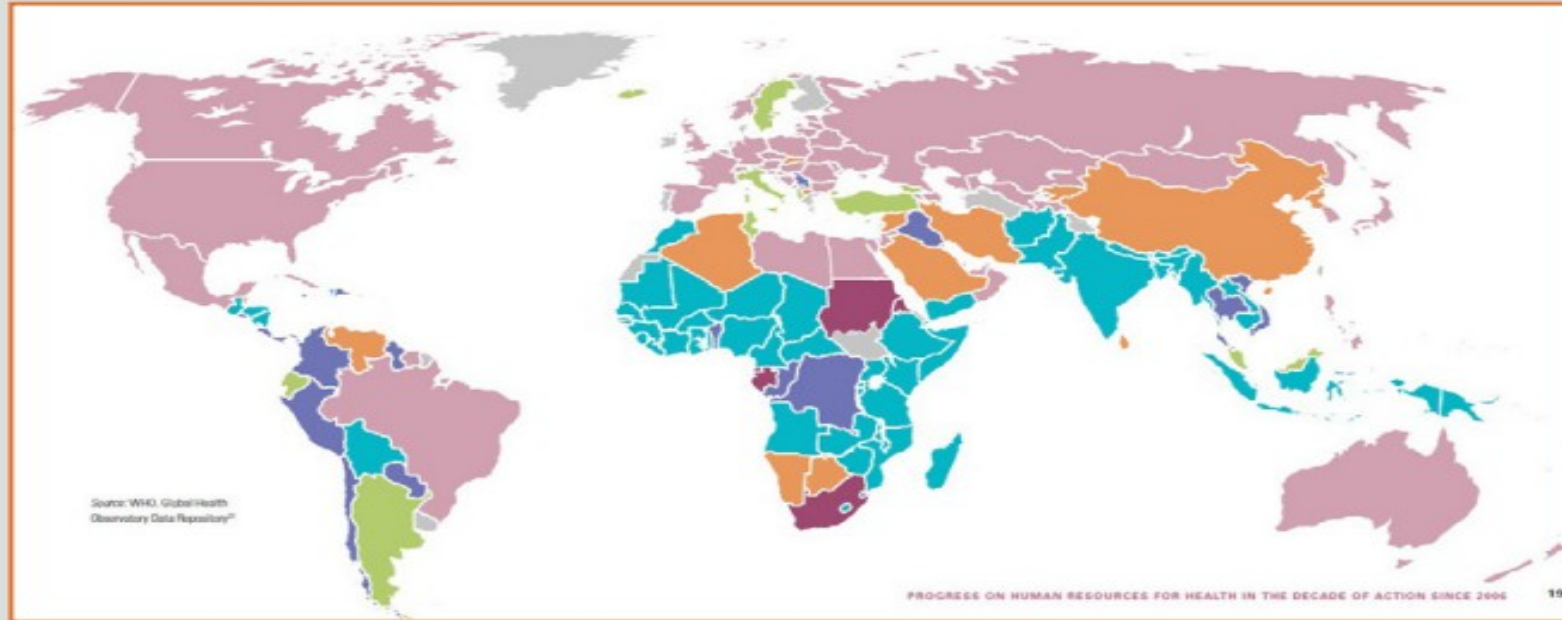 Source: WHO, Global Health
Observatory Data Repository
PROGRESS ON HUMAN RESOURCES FOR HEALTH IN THE DECADE OF ACTION SINCE 2006 19